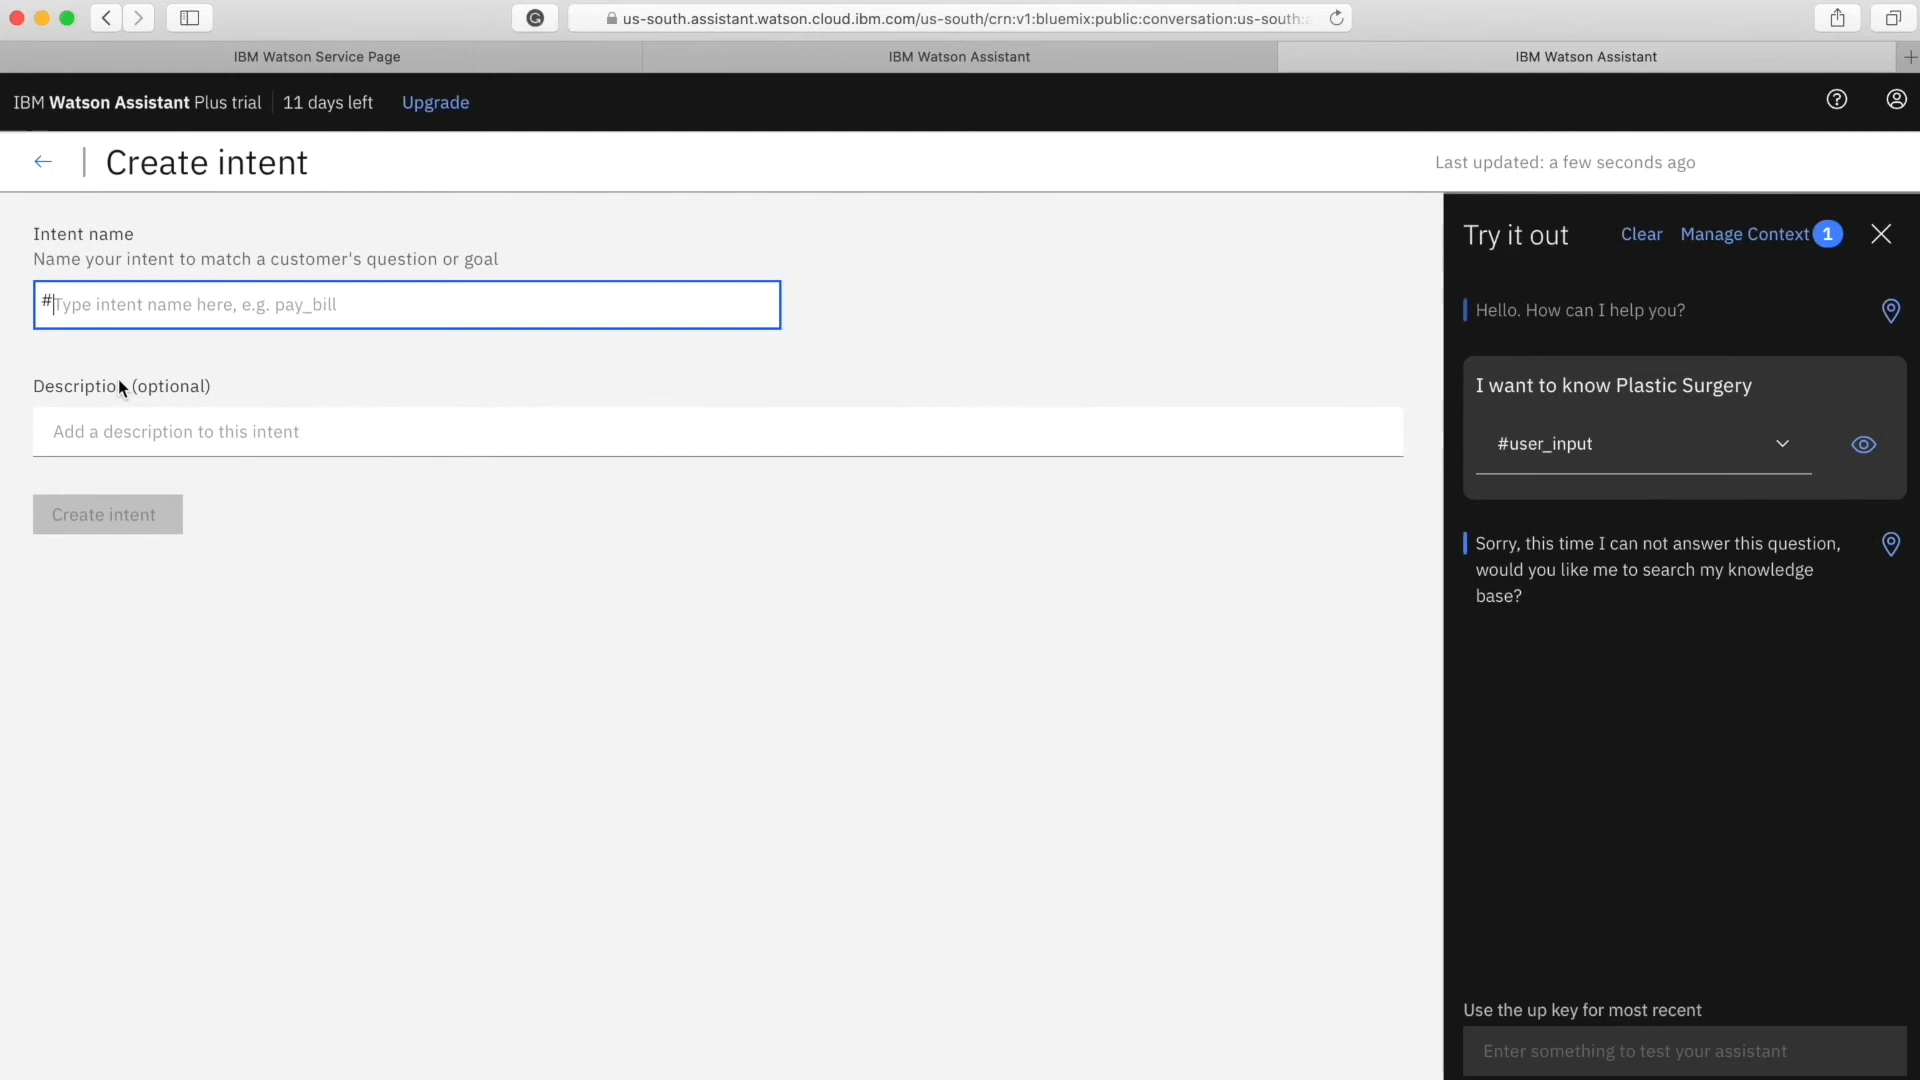 us-south.assistant.watson.cloud.ibm.com/us-south/crn:v1:bluemix:public:conversation:us-south:
IBM Watson Service Page
IBM Watson Assistant
IBM Watson Assistant
IBM Watson Assistant Plus trial
11 days left
Upgrade
Create intent
Last updated: a few seconds ago
Intent name
Name your intent to match a customer's question or goal
#Type intent name here, e.g. pay_bill
Description (optional)
Add a description to this intent
Create intent
Try it out
Clear
Manage Context 1
Hello. How can I help you?
I want to know Plastic Surgery
#user_input
Sorry, this time I can not answer this question,
would you like me to search my knowledge
base?
Use the up key for most recent
Enter something to test your assistant